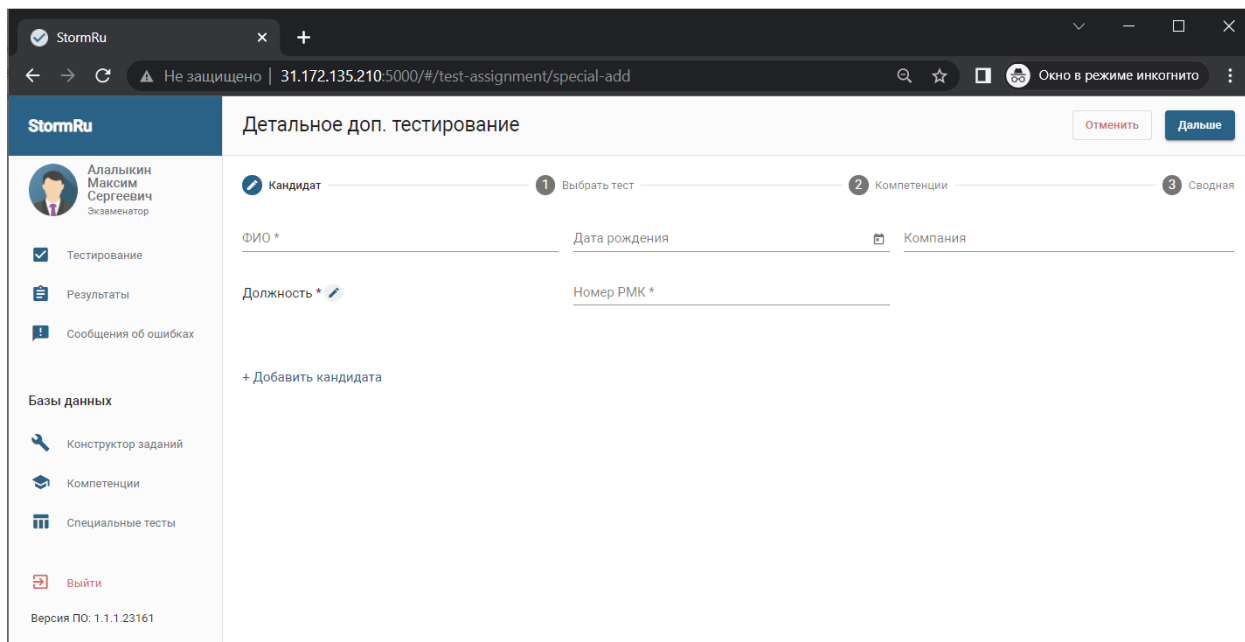 StormRu
Не защищено | 31.172.135.210:5000/#/test-assignment/special-add
Окно в режиме инкогнито
StormRu
Детальное доп. тестирование
Отменить
Дальше
Алалыкин
Максим
Сергеевич
Экзаменатор
Кандидат
1 Выбрать тест
2 Компетенции
3 Сводная
ФИО *
Дата рождения
Компания
Должность *
Номер РМК *
+ Добавить кандидата
Тестирование
Результаты
Сообщения об ошибках
Базы данных
Конструктор заданий
Компетенции
Специальные тесты
Выйти
Версия ПО: 1.1.1.23161